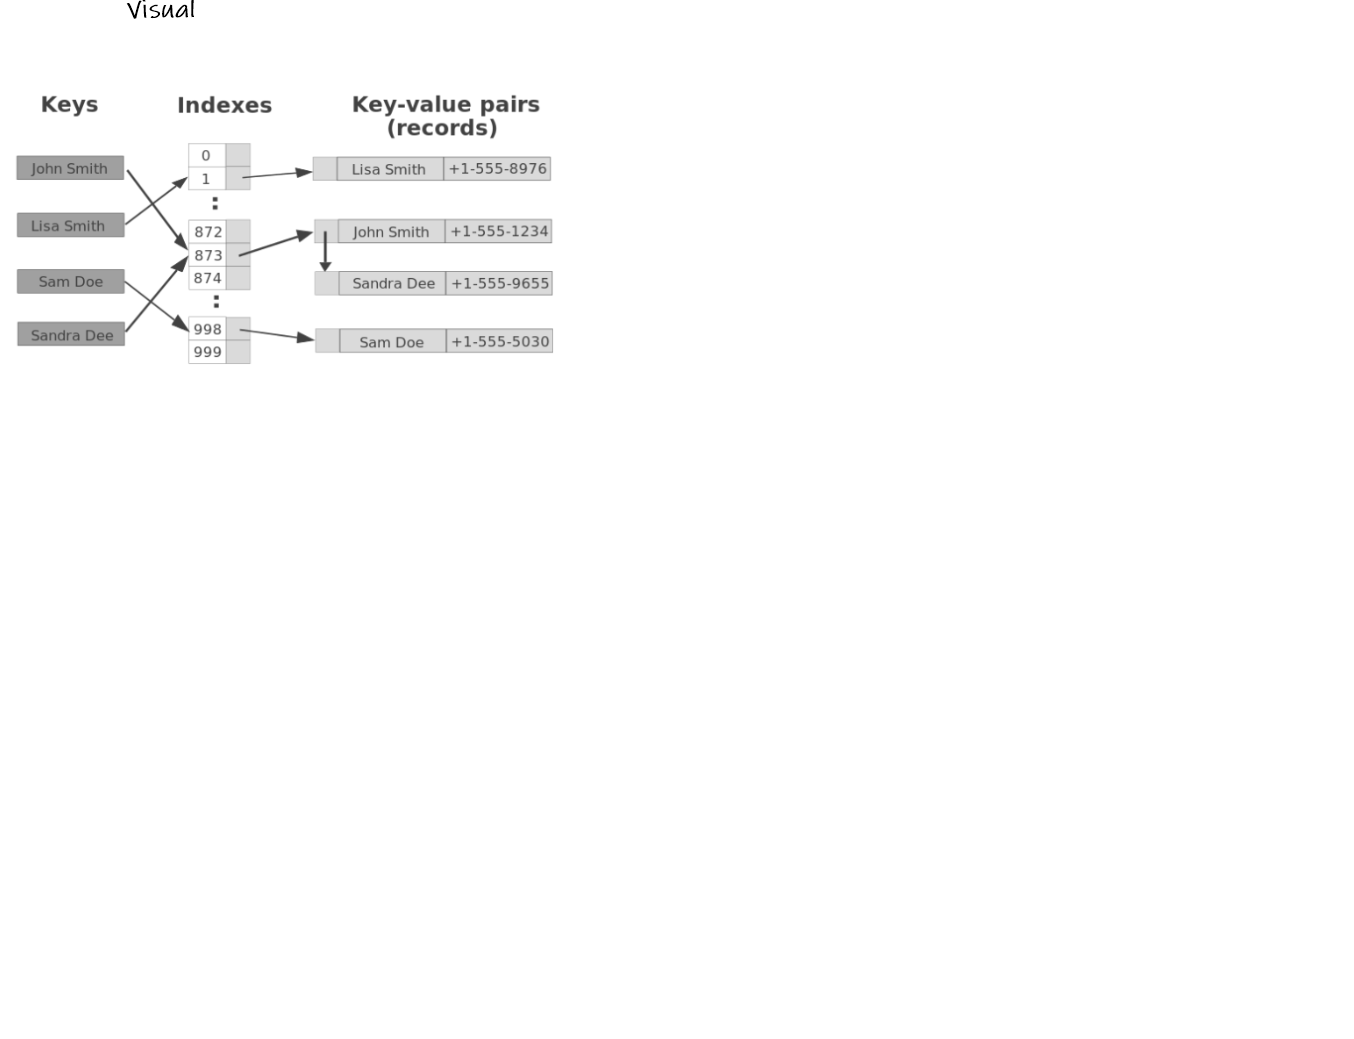 Visual
Keys
Indexes
Key-value pairs
(records)
John Smith
Lisa Smith
Sam Doe
Sandra Dee
0
1
:
872
873
874
:
998
999
Lisa Smith +1-555-8976
John Smith +1-555-1234
Sandra Dee +1-555-9655
Sam Doe +1-555-5030